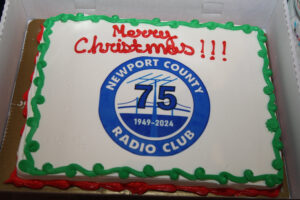 Merry
Christmas!!!
NEWPORT COUNTY
75
1949-2024
RADIO CLUB